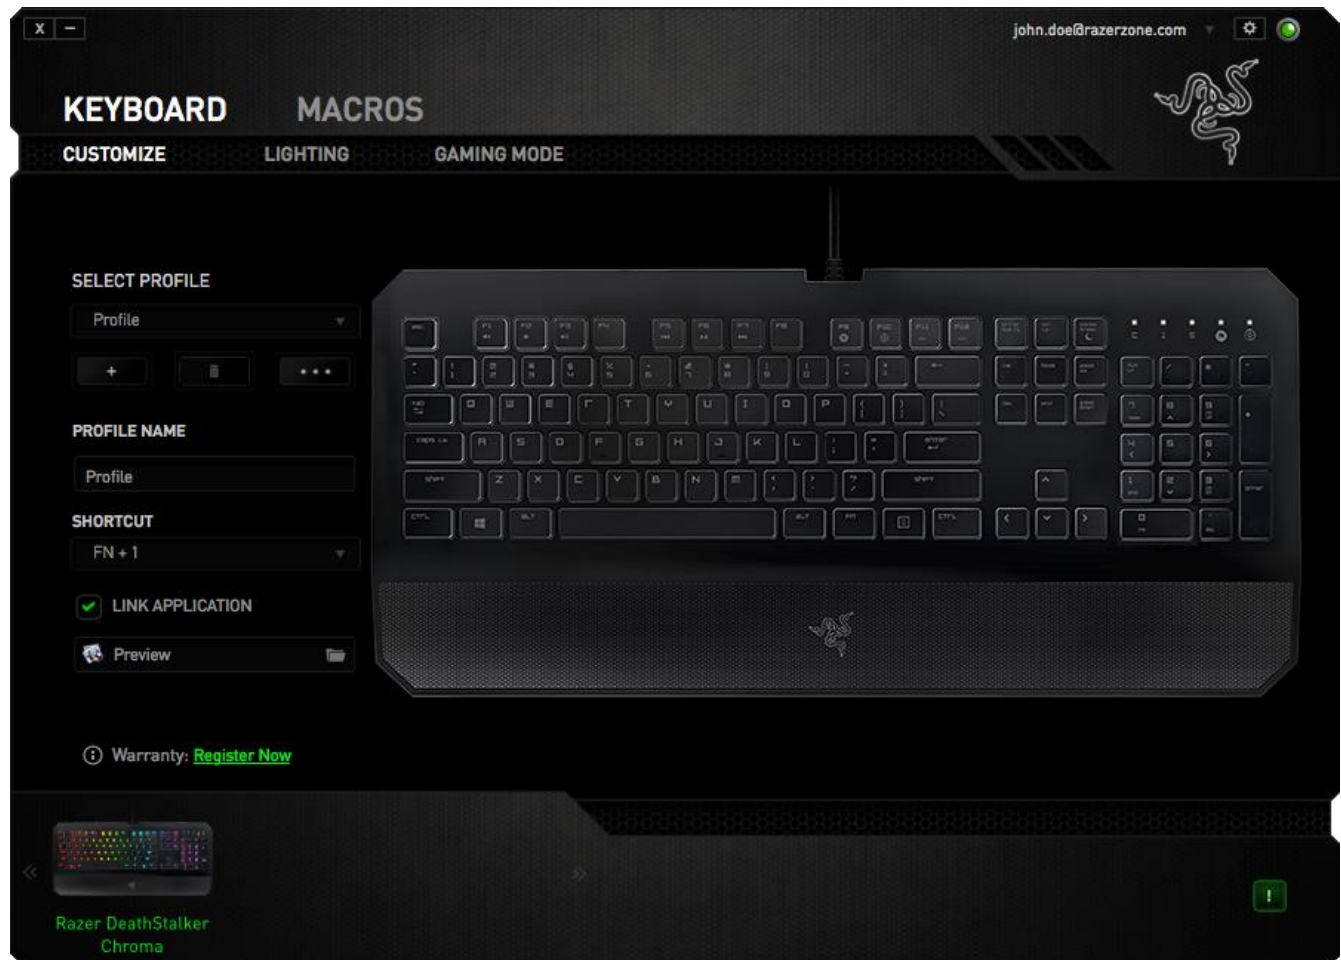 X −
john.doe@razerzone.com
KEYBOARD MACROS
CUSTOMIZE LIGHTING GAMING MODE
SELECT PROFILE
Profile
+ •••
PROFILE NAME
Profile
SHORTCUT
FN + 1
LINK APPLICATION
Preview
Warranty: Register Now
Razer DeathStalker
Chroma
!